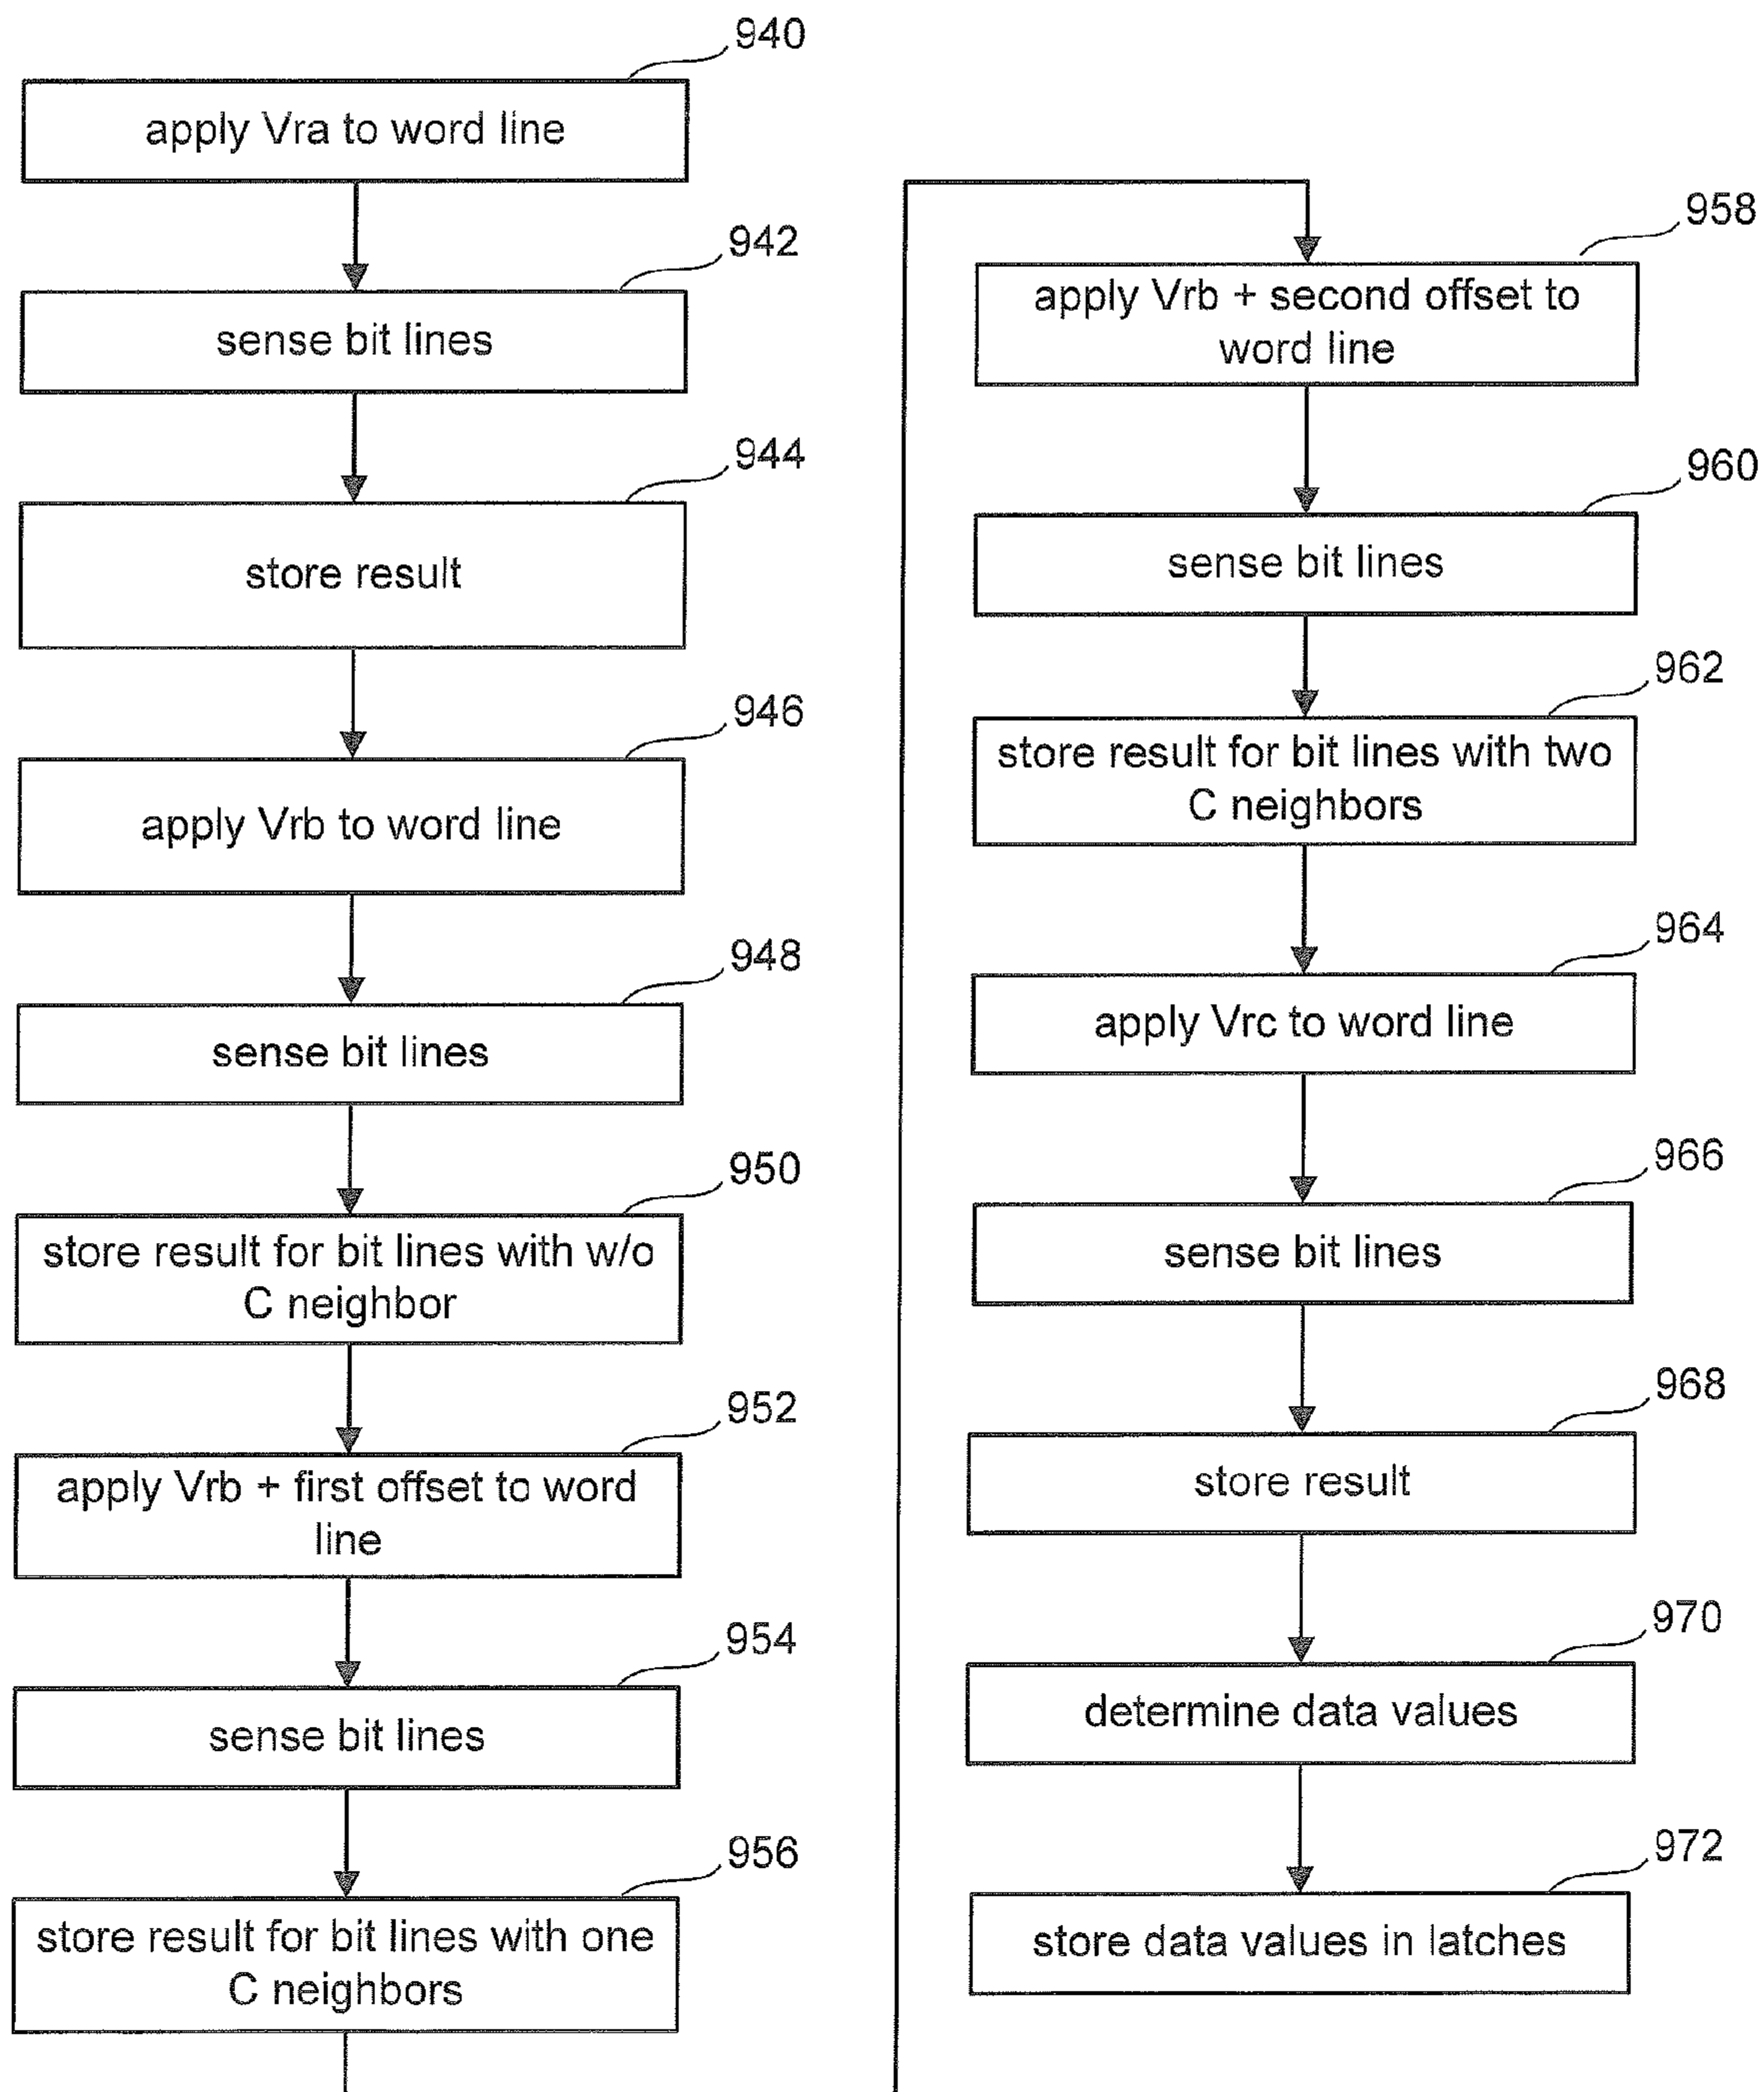 940
apply Vra to word line
942
sense bit lines
944
store result
946
apply Vrb to word line
948
sense bit lines
950
store result for bit lines with w/o
C neighbor
952
apply Vrb + first offset to word
line
954
sense bit lines
956
store result for bit lines with one
C neighbors
958
apply Vrb + second offset to
word line
960
sense bit lines
962
store result for bit lines with two
C neighbors
964
apply Vrc to word line
966
sense bit lines
968
store result
970
determine data values
972
store data values in latches